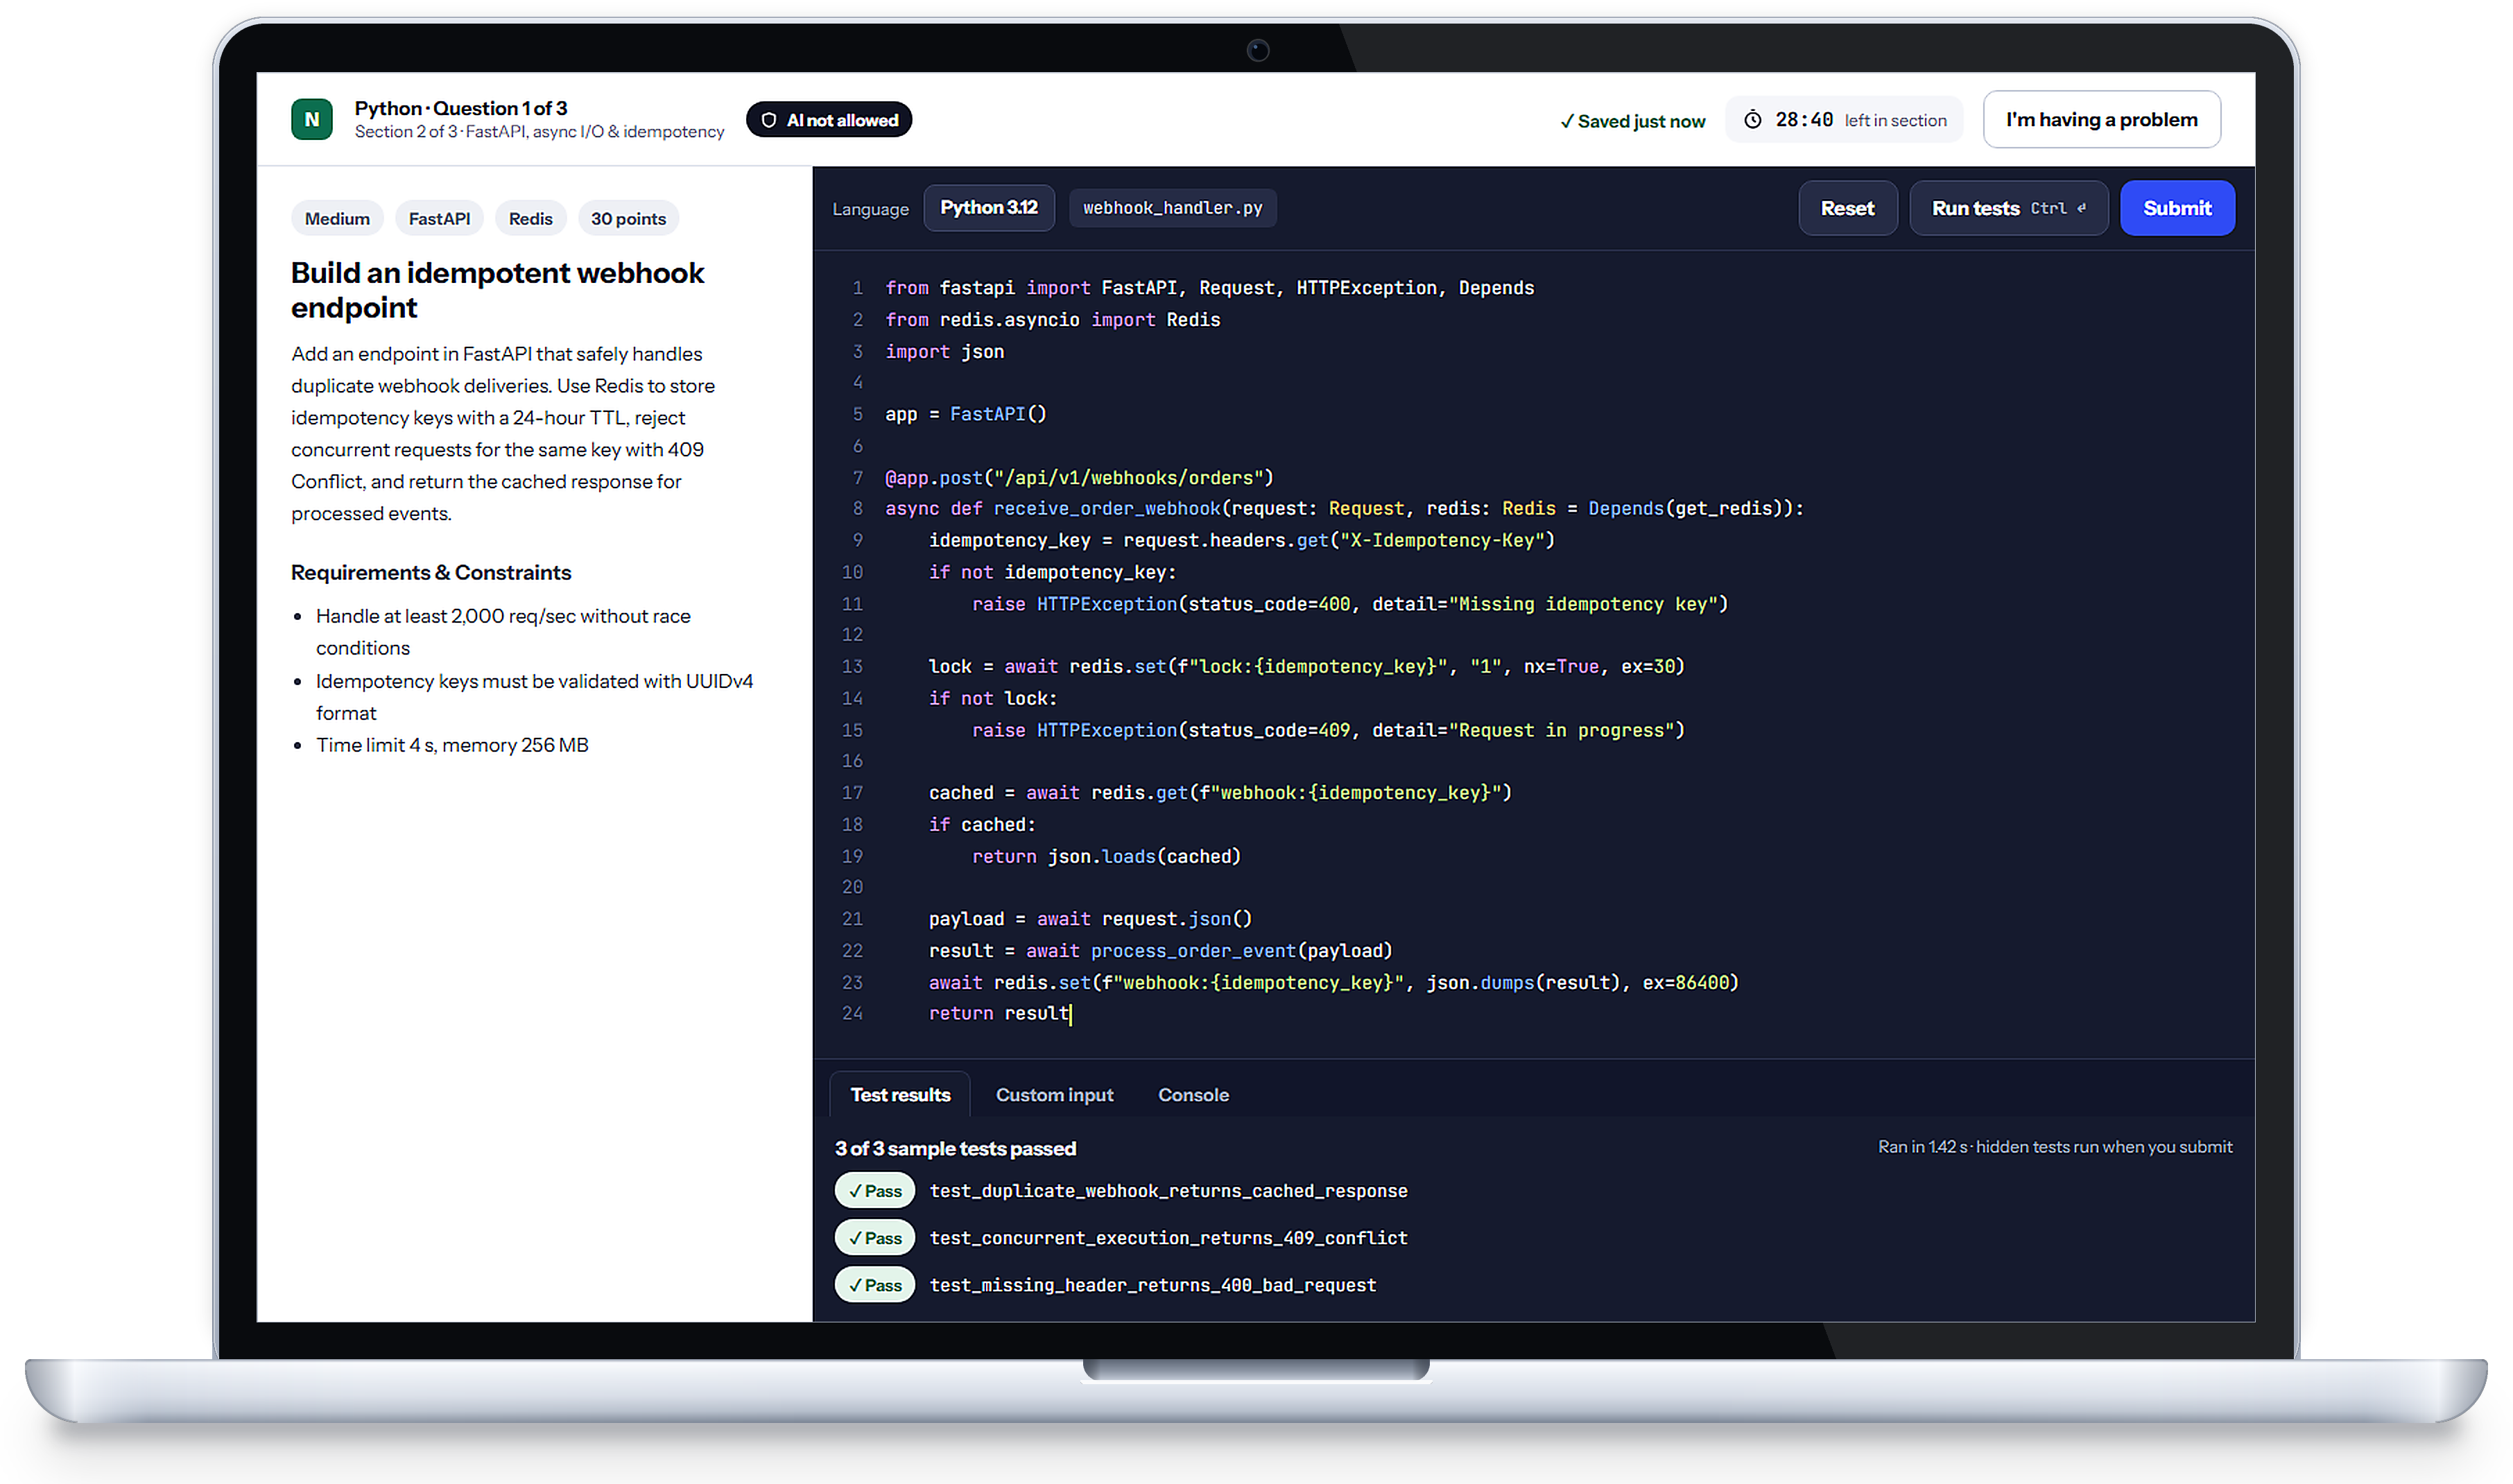 N
Python · Question 1 of 3
Section 2 of 3 · FastAPI, async I/O & idempotency
AI not allowed
✓ Saved just now
28:40 left in section
I'm having a problem
Medium
FastAPI
Redis
30 points
Build an idempotent webhook
endpoint
Add an endpoint in FastAPI that safely handles
duplicate webhook deliveries. Use Redis to store
idempotency keys with a 24-hour TTL, reject
concurrent requests for the same key with 409
Conflict, and return the cached response for
processed events.
Requirements & Constraints
• Handle at least 2,000 req/sec without race
conditions
• Idempotency keys must be validated with UUIDv4
format
• Time limit 4 s, memory 256 MB
Language
Python 3.12
webhook_handler.py
Reset
Run tests Ctrl ⏎
Submit
1 from fastapi import FastAPI, Request, HTTPException, Depends
2 from redis.asyncio import Redis
3 import json
4
5 app = FastAPI()
6
7 @app.post("/api/v1/webhooks/orders")
8 async def receive_order_webhook(request: Request, redis: Redis = Depends(get_redis)):
9     idempotency_key = request.headers.get("X-Idempotency-Key")
10     if not idempotency_key:
11         raise HTTPException(status_code=400, detail="Missing idempotency key")
12
13     lock = await redis.set(f"lock:{idempotency_key}", "1", nx=True, ex=30)
14     if not lock:
15         raise HTTPException(status_code=409, detail="Request in progress")
16
17     cached = await redis.get(f"webhook:{idempotency_key}")
18     if cached:
19         return json.loads(cached)
20
21     payload = await request.json()
22     result = await process_order_event(payload)
23     await redis.set(f"webhook:{idempotency_key}", json.dumps(result), ex=86400)
24     return result
Test results
Custom input
Console
3 of 3 sample tests passed
Ran in 1.42 s · hidden tests run when you submit
✓ Pass test_duplicate_webhook_returns_cached_response
✓ Pass test_concurrent_execution_returns_409_conflict
✓ Pass test_missing_header_returns_400_bad_request